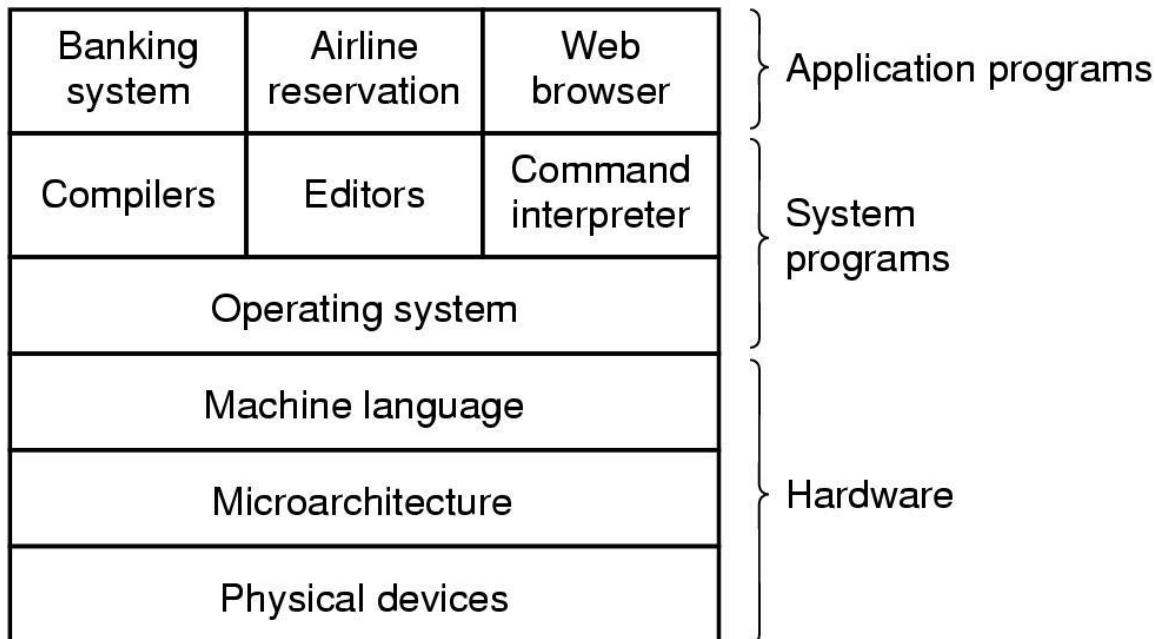 Banking
system
Airline
reservation
Web
browser
Application programs
Compilers
Editors
Command
interpreter
System
programs
Operating system
Machine language
Microarchitecture
Hardware
Physical devices